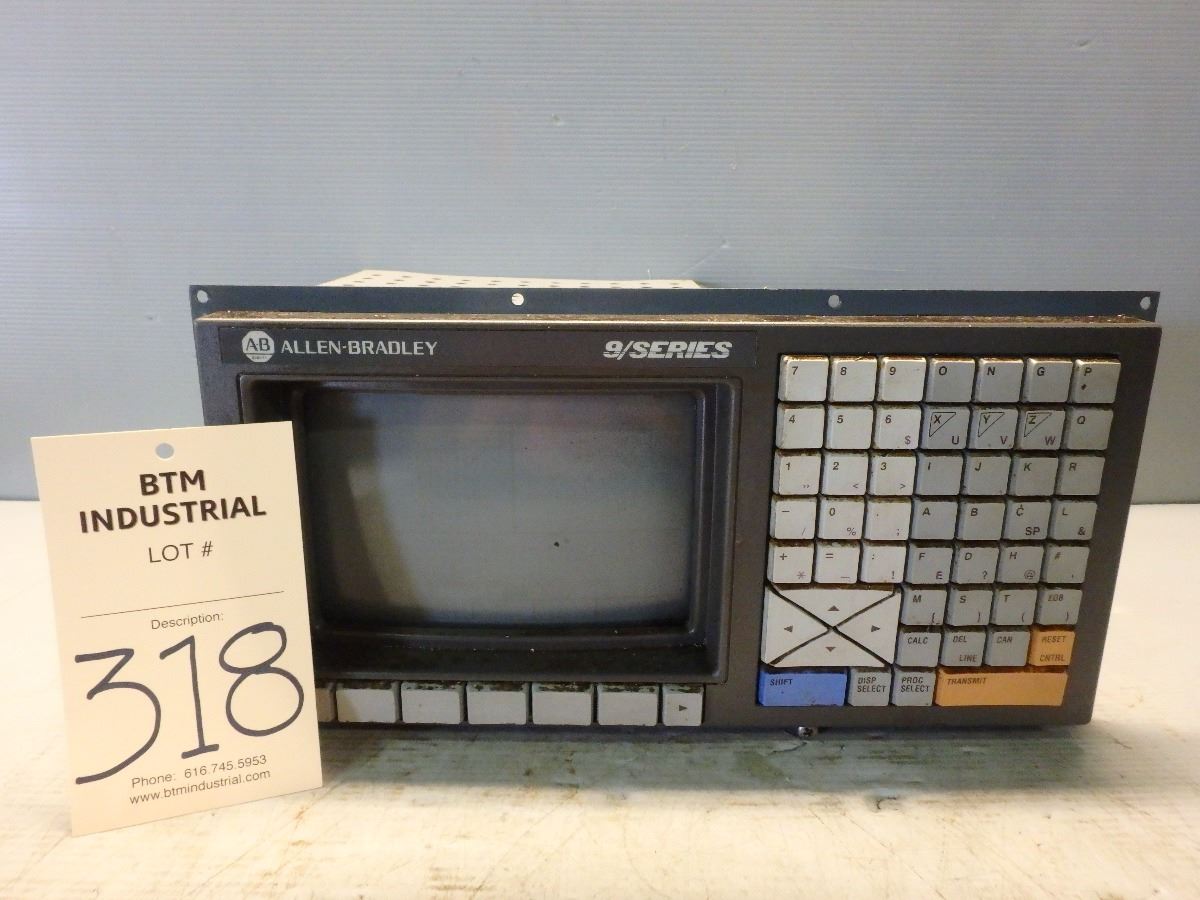 A-B
ALLEN-BRADLEY
9/SERIES
BTM
INDUSTRIAL
LOT #
Description:
318
Phone: 616.745.5953
www.btmindustrial.com
7 8 9 O N G P
4 5 6 $ X U Y V Z W Q
1 ,, 2 < 3 > I J K R
- / 0 % . ; A B C SP L &
+ * = _ : ! F E D ? H @ # ,
M [ S ] T ( EOB )
CALC DEL LINE CAN RESET CNTRL
SHIFT DISP SELECT PROC SELECT TRANSMIT